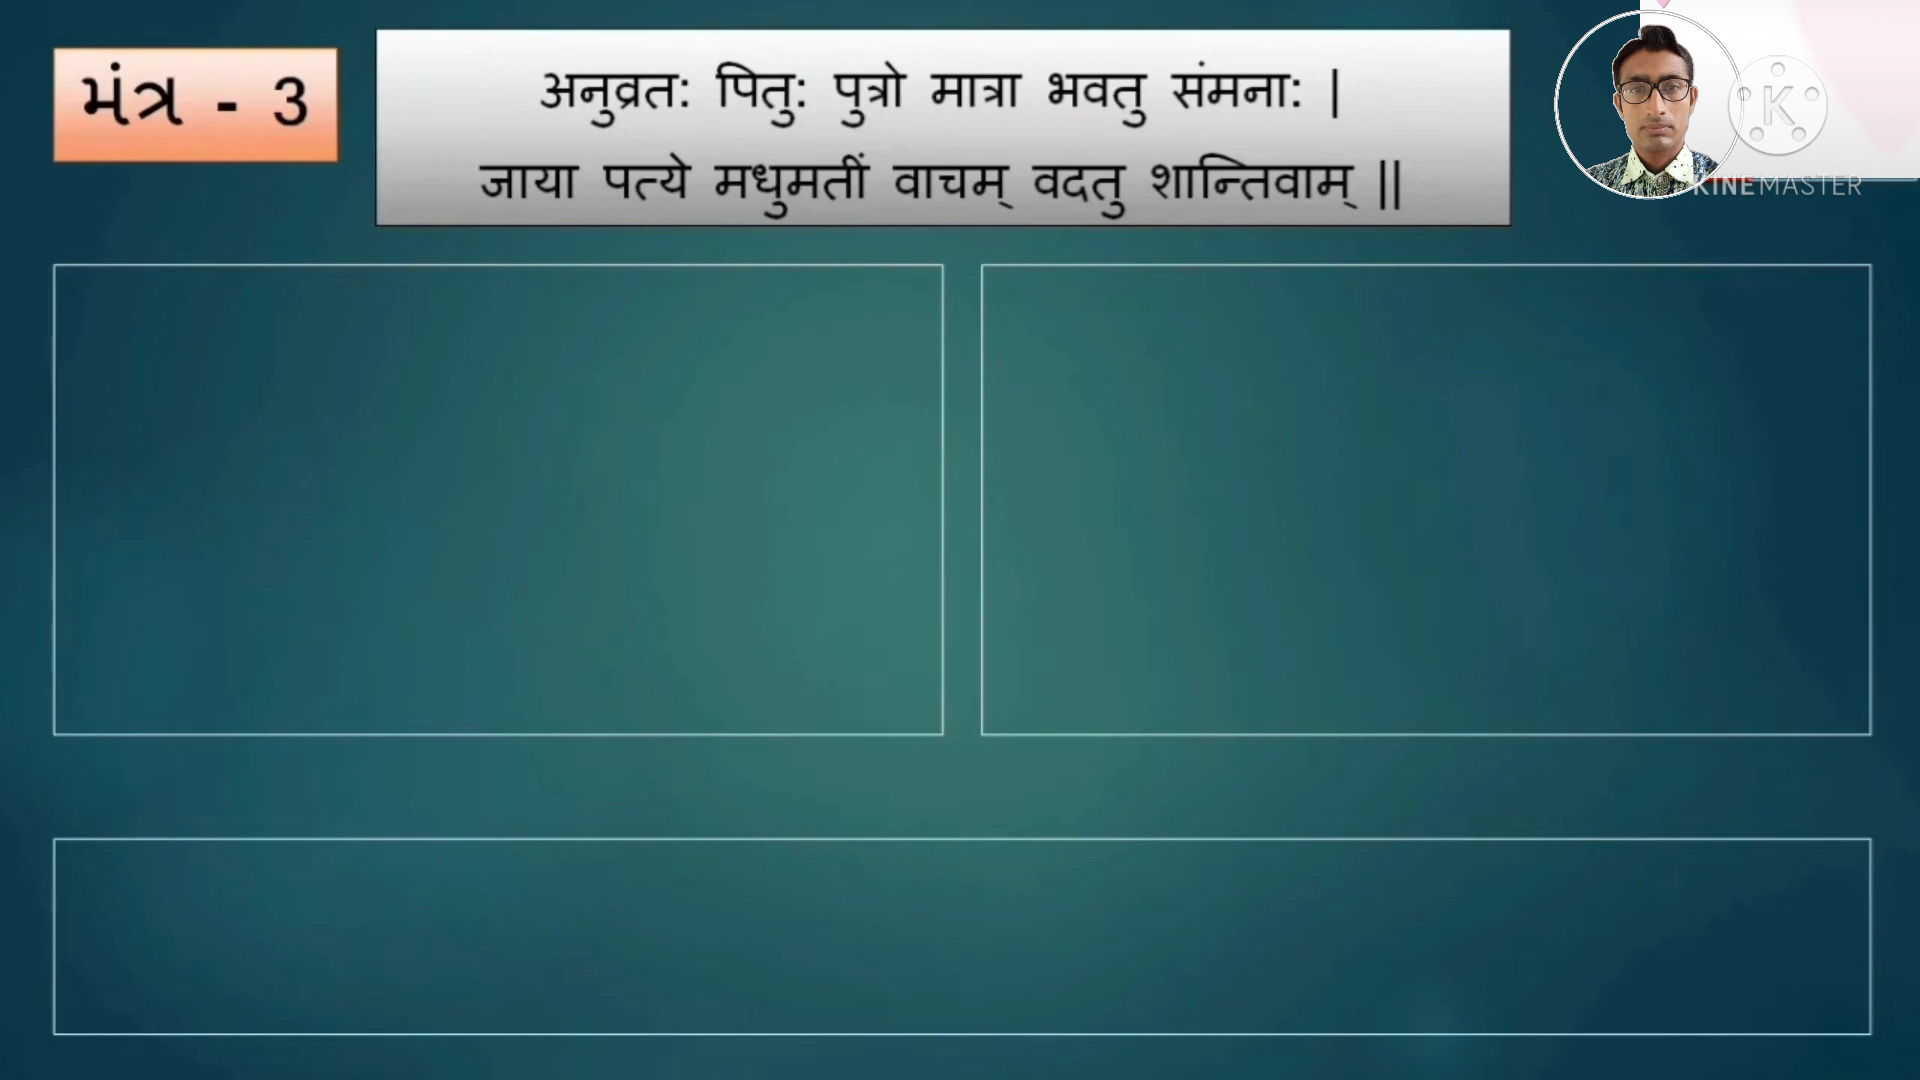 મંત્ર - 3
अनुव्रत: पितु: पुत्रो मात्रा भवतु संमना: |
जाया पत्ये मधुमतीं वाचम् वदतु शान्तिवाम् ||
K
KINEMASTER